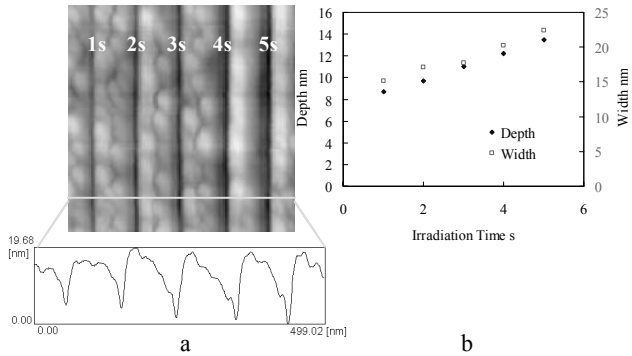 1s 2s 3s 4s 5s
19.68
[nm]
0.00
0.00
499.02 [nm]
a
16
14
12
10
8
6
4
2
0
Depth nm
25
20
15
10
5
0
Width nm
Depth
Width
0 2 4 6
Irradiation Time s
b